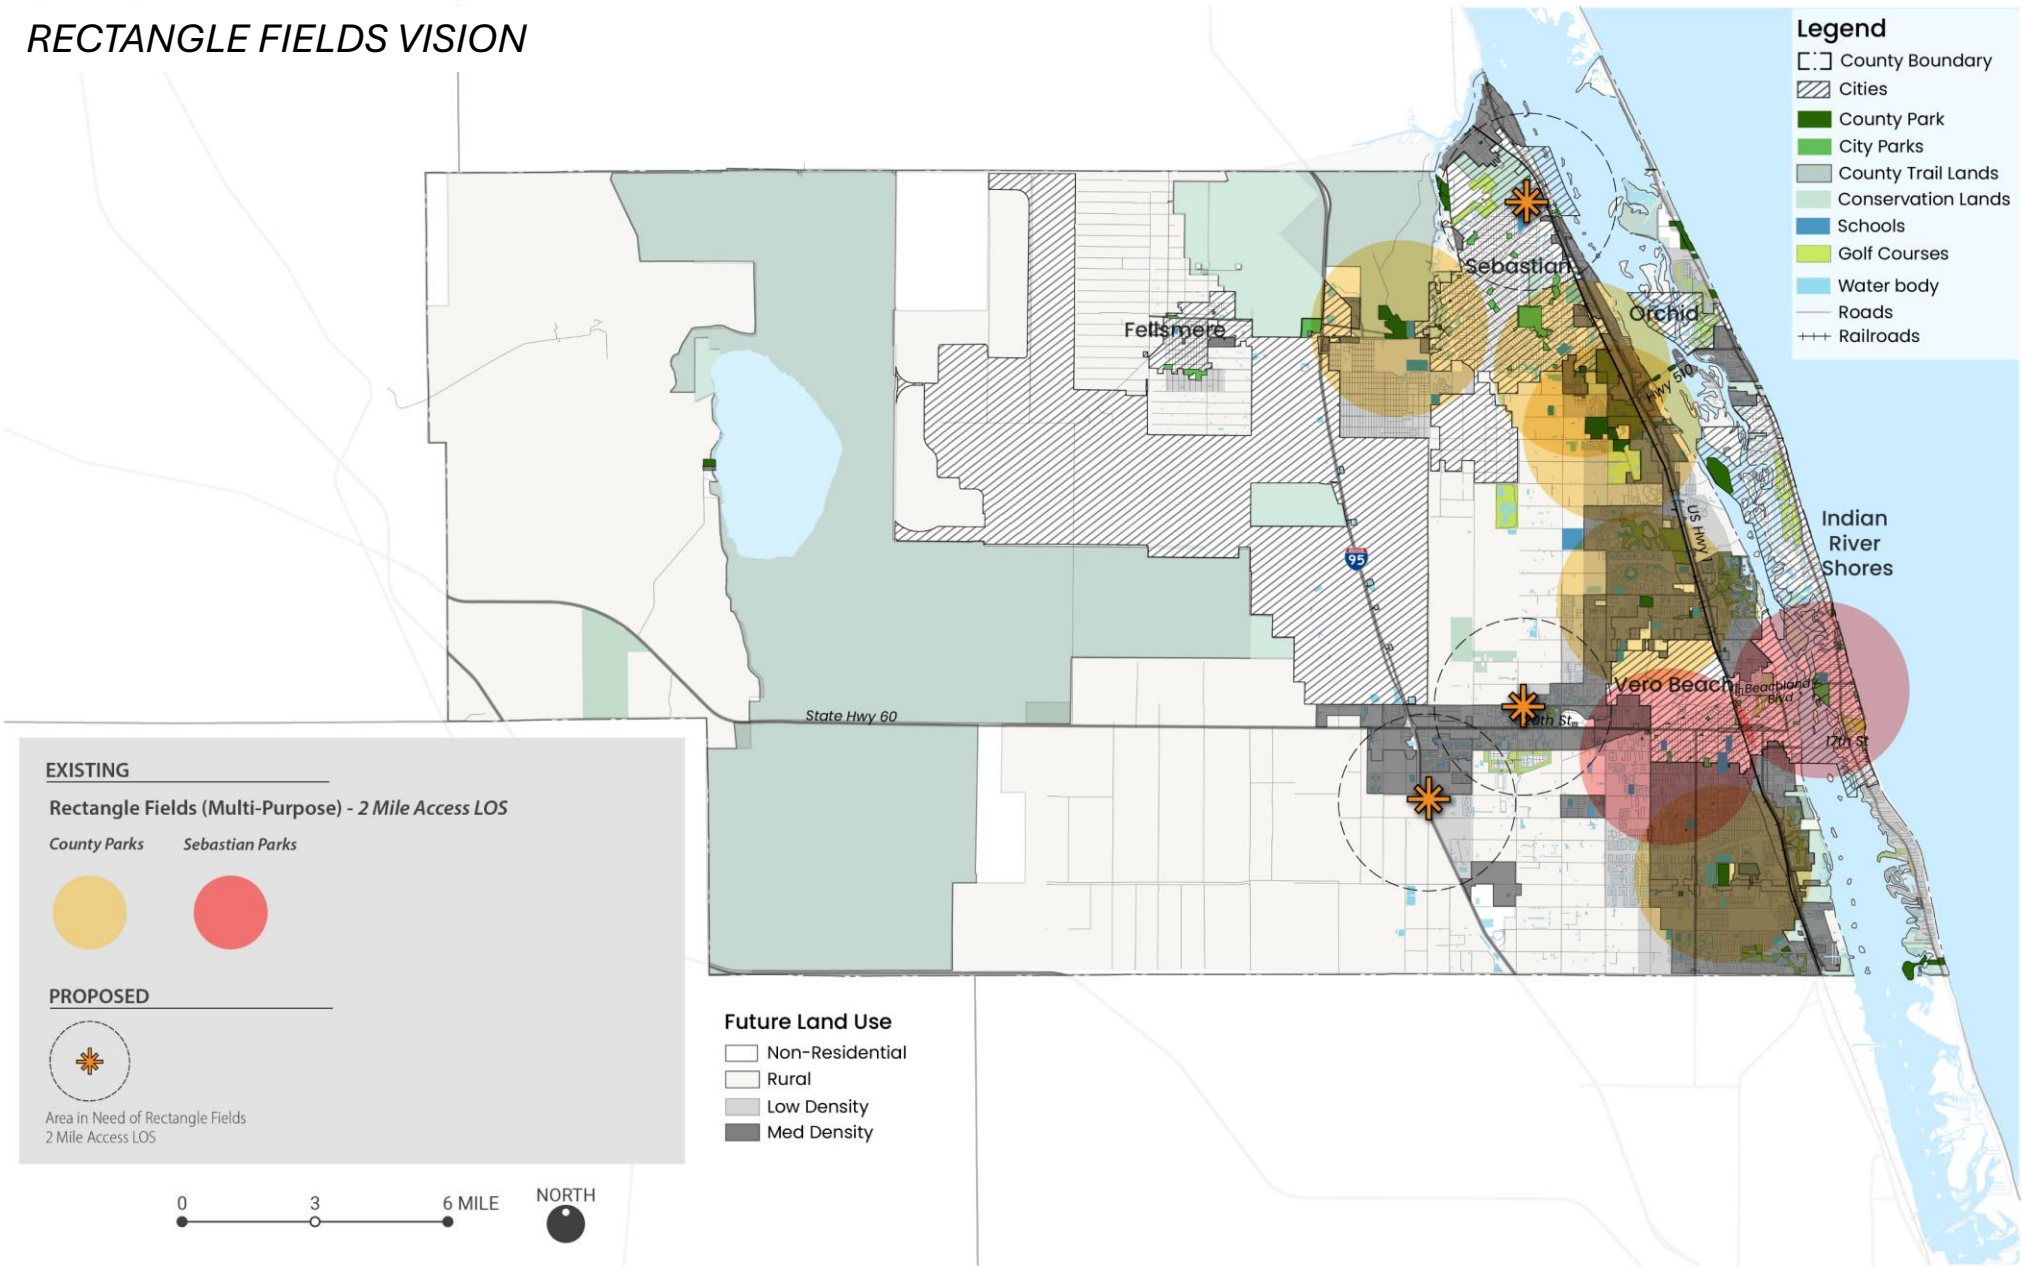 RECTANGLE FIELDS VISION
Legend
County Boundary
Cities
County Park
City Parks
County Trail Lands
Conservation Lands
Schools
Golf Courses
Water body
Roads
Railroads
Sebastian
Orchid
Fellsmere
Hwy 510
US Hwy 1
Indian
River
Shores
95
Vero Beach
Beachland
Blvd
State Hwy 60
20th St
17th St
EXISTING
Rectangle Fields (Multi-Purpose) - 2 Mile Access LOS
County Parks Sebastian Parks
PROPOSED
Area in Need of Rectangle Fields
2 Mile Access LOS
Future Land Use
Non-Residential
Rural
Low Density
Med Density
0 3 6 MILE
NORTH